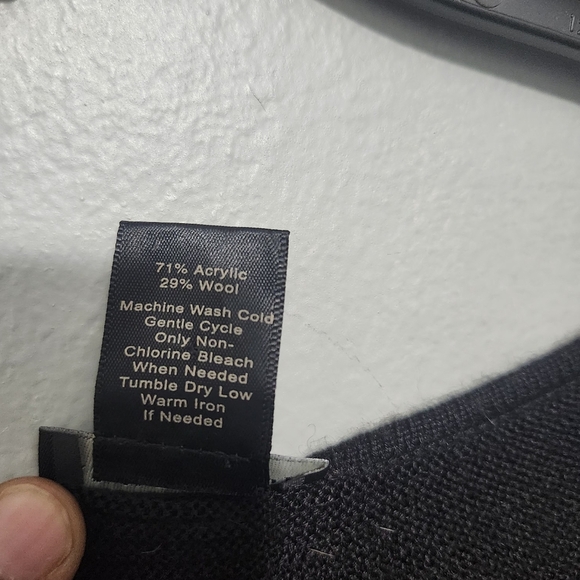 71% Acrylic
29% Wool
Machine Wash Cold
Gentle Cycle
Only Non-
Chlorine Bleach
When Needed
Tumble Dry Low
Warm Iron
If Needed